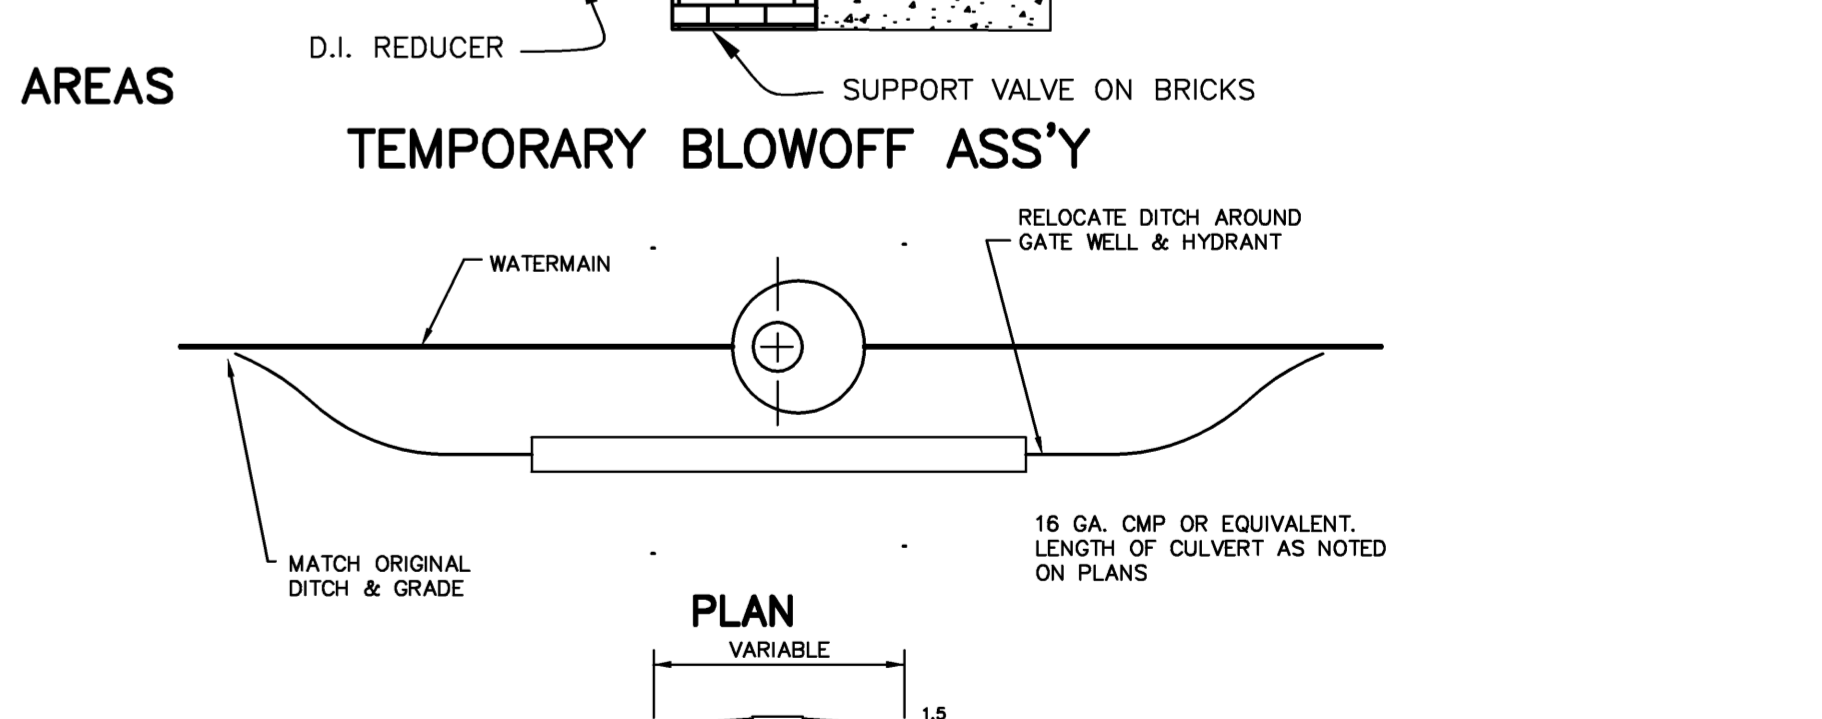 D.I. REDUCER
SUPPORT VALVE ON BRICKS
AREAS
TEMPORARY BLOWOFF ASS'Y
RELOCATE DITCH AROUND
GATE WELL & HYDRANT
WATERMAIN
16 GA. CMP OR EQUIVALENT.
LENGTH OF CULVERT AS NOTED
ON PLANS
MATCH ORIGINAL
DITCH & GRADE
PLAN
VARIABLE
1.5